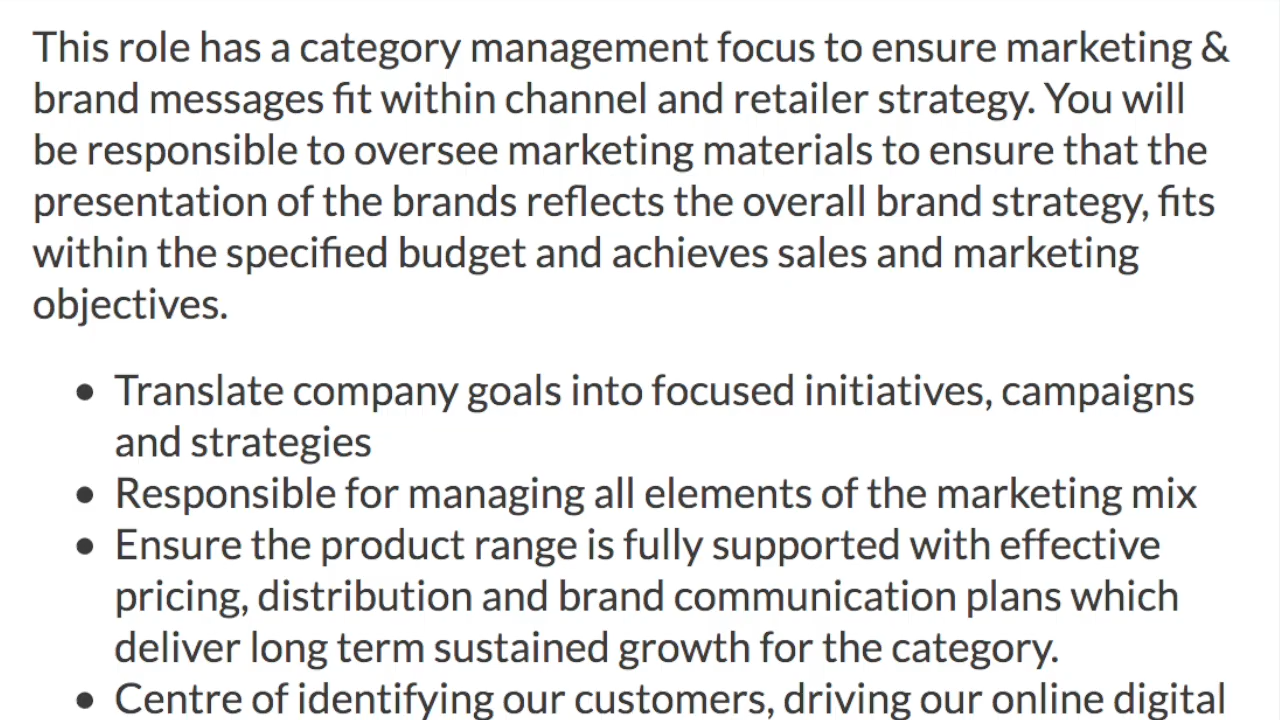 This role has a category management focus to ensure marketing &
brand messages fit within channel and retailer strategy. You will
be responsible to oversee marketing materials to ensure that the
presentation of the brands reflects the overall brand strategy, fits
within the specified budget and achieves sales and marketing
objectives.
• Translate company goals into focused initiatives, campaigns
and strategies
• Responsible for managing all elements of the marketing mix
• Ensure the product range is fully supported with effective
pricing, distribution and brand communication plans which
deliver long term sustained growth for the category.
• Centre of identifying our customers, driving our online digital